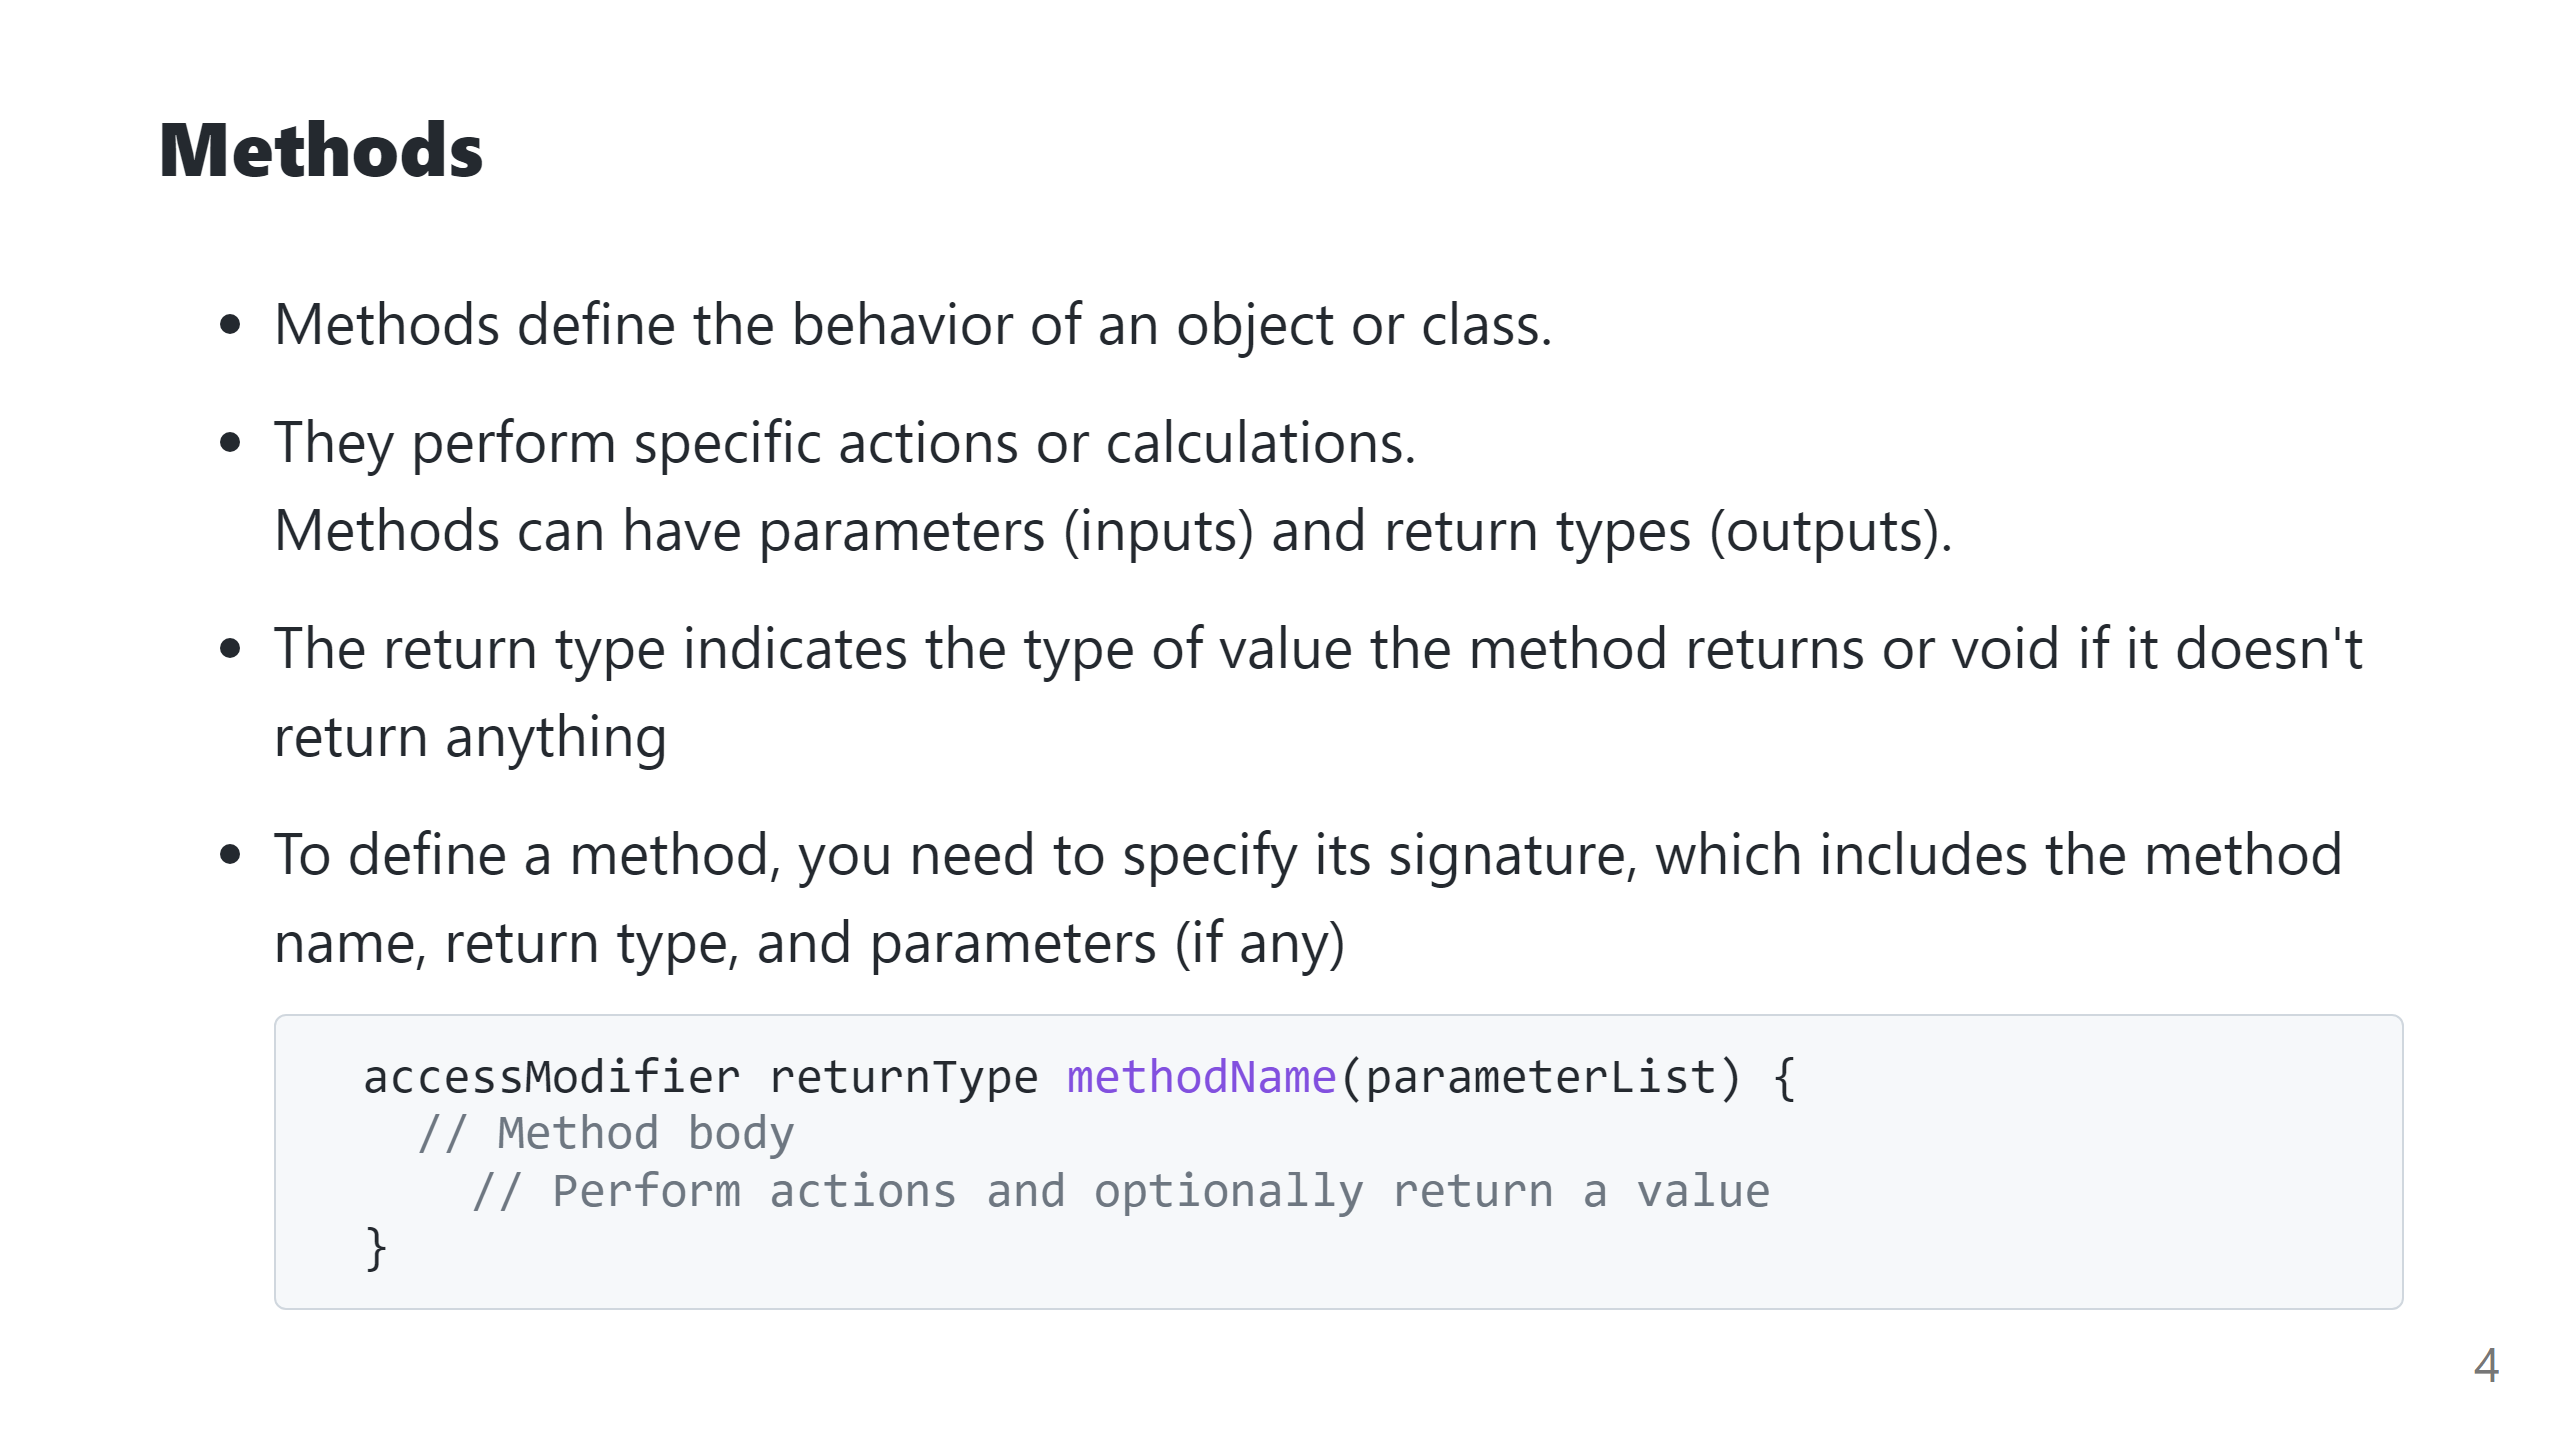 Methods
• Methods define the behavior of an object or class.
• They perform specific actions or calculations.
Methods can have parameters (inputs) and return types (outputs).
• The return type indicates the type of value the method returns or void if it doesn't
return anything
• To define a method, you need to specify its signature, which includes the method
name, return type, and parameters (if any)
accessModifier returnType methodName(parameterList) {
  // Method body
    // Perform actions and optionally return a value
}
4